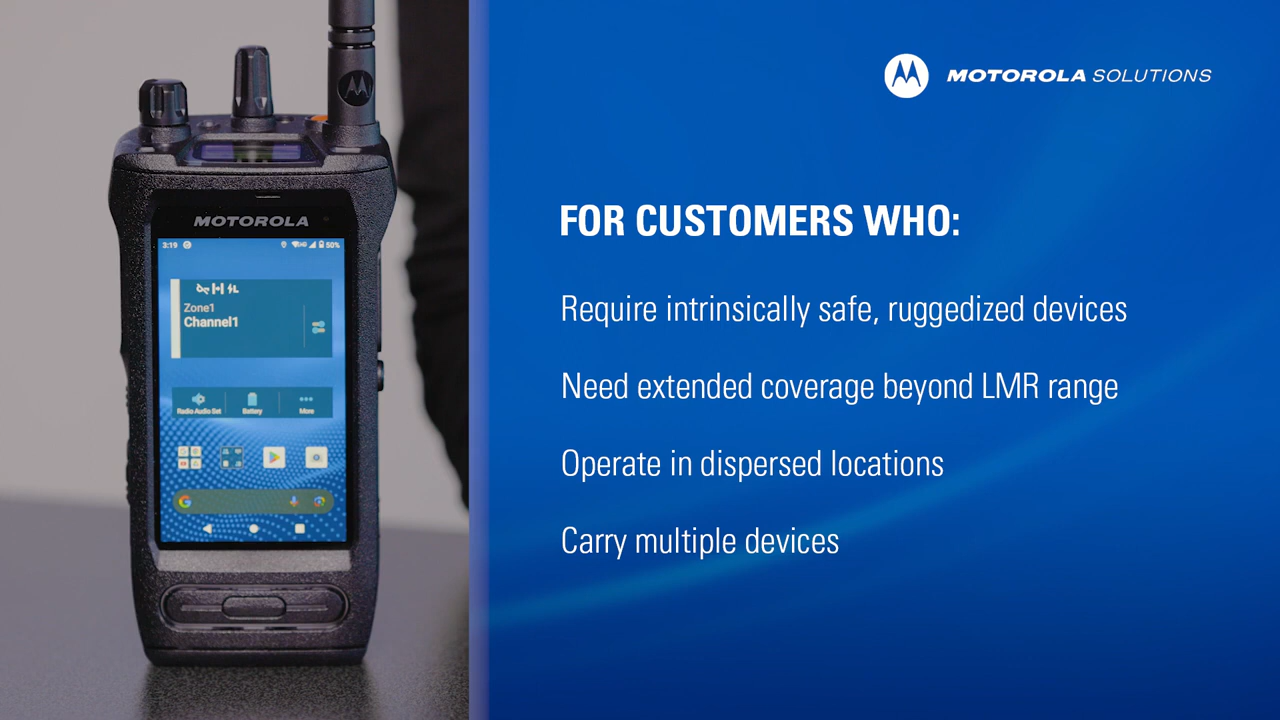 MOTOROLA SOLUTIONS
FOR CUSTOMERS WHO:
Require intrinsically safe, ruggedized devices
Need extended coverage beyond LMR range
Operate in dispersed locations
Carry multiple devices
MOTOROLA
3:19
50%
Zone1
Channel1
Radio Audio Set
Battery
More